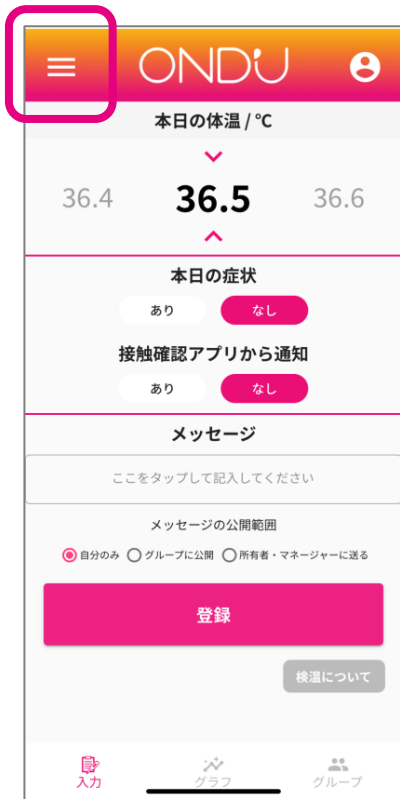 ONDU
本日の体温 / ℃
36.4 36.5 36.6
本日の症状
あり なし
接触確認アプリから通知
あり なし
メッセージ
ここをタップして記入してください
メッセージの公開範囲
自分のみ グループに公開 所有者・マネージャーに送る
登録
検温について
入力 グラフ グループ